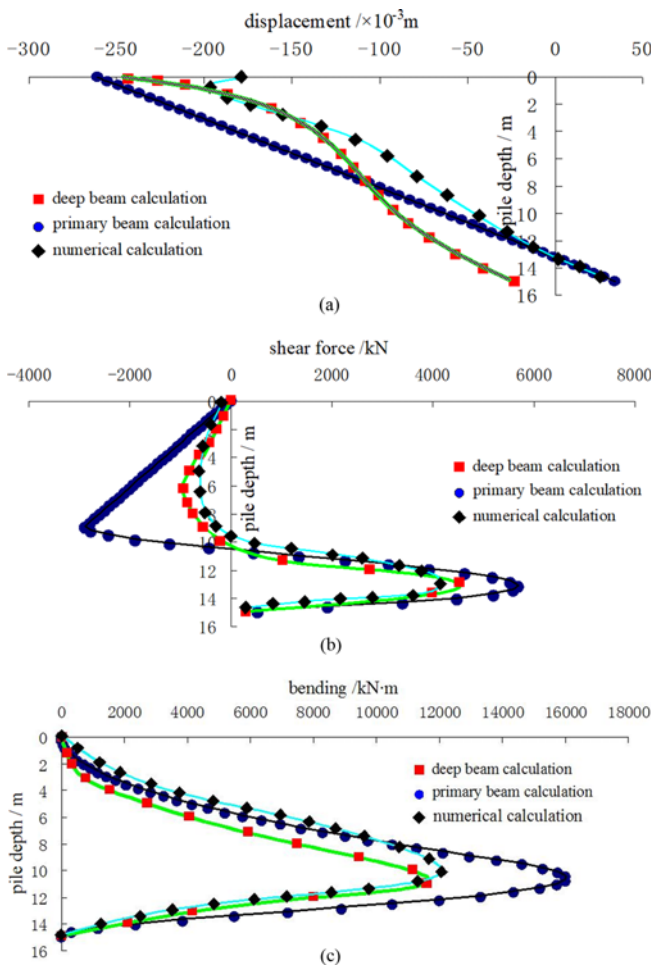 displacement /×10⁻³m
−300 −250 −200 −150 −100 −50 0 50
0
2
4
6
8
10
12
14
16
pile depth / m
deep beam calculation
primary beam calculation
numerical calculation
(a)
shear force /kN
−4000 −2000 0 2000 4000 6000 8000
0
2
4
6
8
10
12
14
16
pile depth / m
deep beam calculation
primary beam calculation
numerical calculation
(b)
bending /kN·m
0 2000 4000 6000 8000 10000 12000 14000 16000 18000
0
2
4
6
8
10
12
14
16
pile depth / m
deep beam calculation
primary beam calculation
numerical calculation
(c)